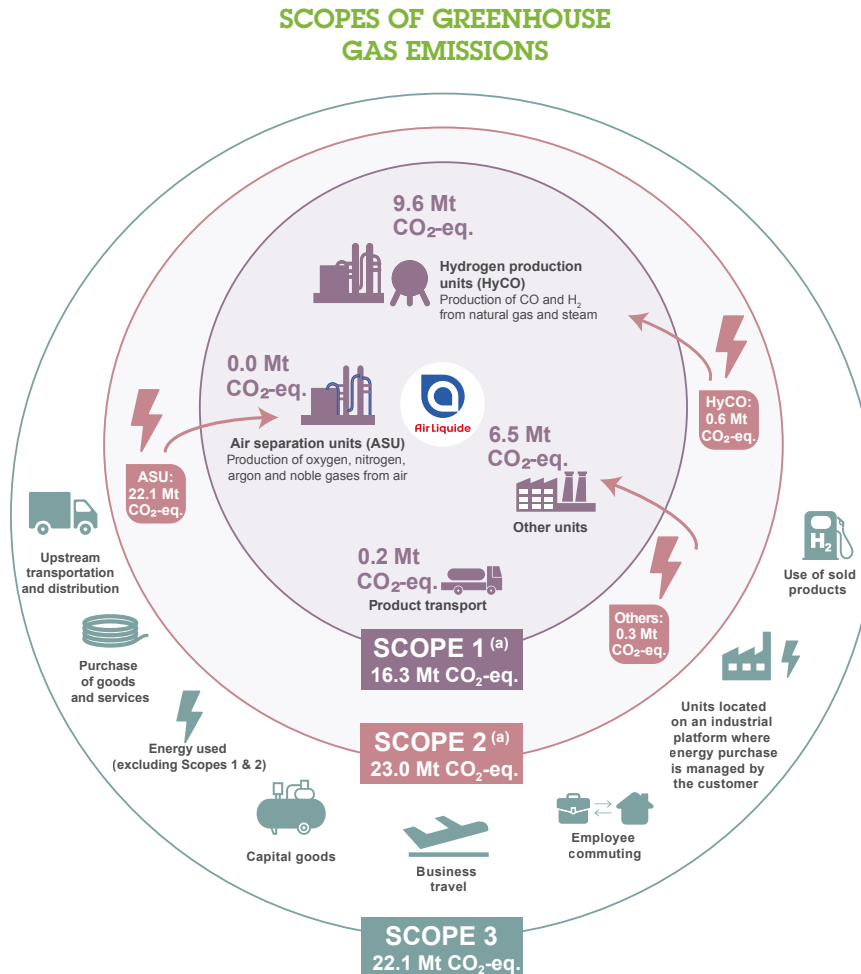 SCOPES OF GREENHOUSE
GAS EMISSIONS
9.6 Mt
CO₂-eq.
Hydrogen production
units (HyCO)
Production of CO and H₂
from natural gas and steam
0.0 Mt
CO₂-eq.
Air Liquide
HyCO:
0.6 Mt
CO₂-eq.
Air separation units (ASU)
Production of oxygen, nitrogen,
argon and noble gases from air
6.5 Mt
CO₂-eq.
ASU:
22.1 Mt
CO₂-eq.
Other units
Upstream
transportation
and distribution
H₂
Use of sold
products
0.2 Mt
CO₂-eq.
Product transport
Others:
0.3 Mt
CO₂-eq.
SCOPE 1 (a)
16.3 Mt CO₂-eq.
Purchase
of goods
and services
Units located
on an industrial
platform where
energy purchase
is managed by
the customer
Energy used
(excluding Scopes 1 & 2)
SCOPE 2 (a)
23.0 Mt CO₂-eq.
Capital goods
Business
travel
Employee
commuting
SCOPE 3
22.1 Mt CO₂-eq.